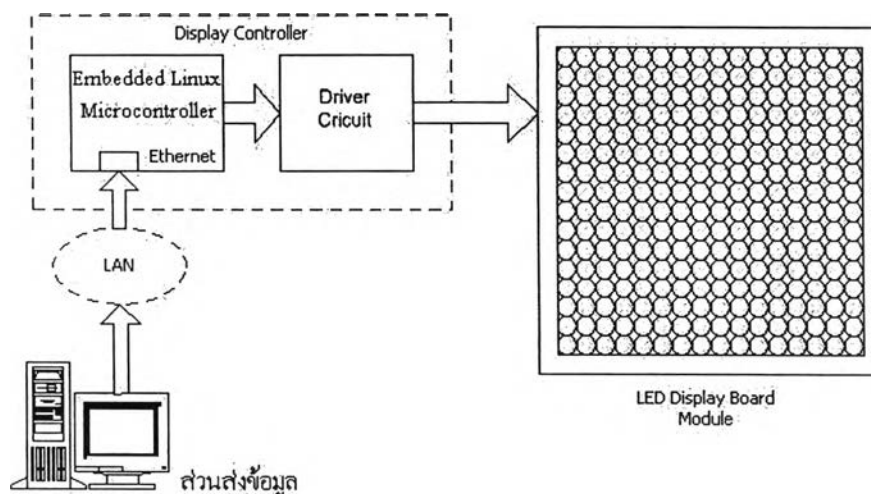 Display Controller
Embedded Linux
Microcontroller
Ethernet
Driver
Cricuit
LAN
LED Display Board
Module
ส่วนส่งข้อมูล